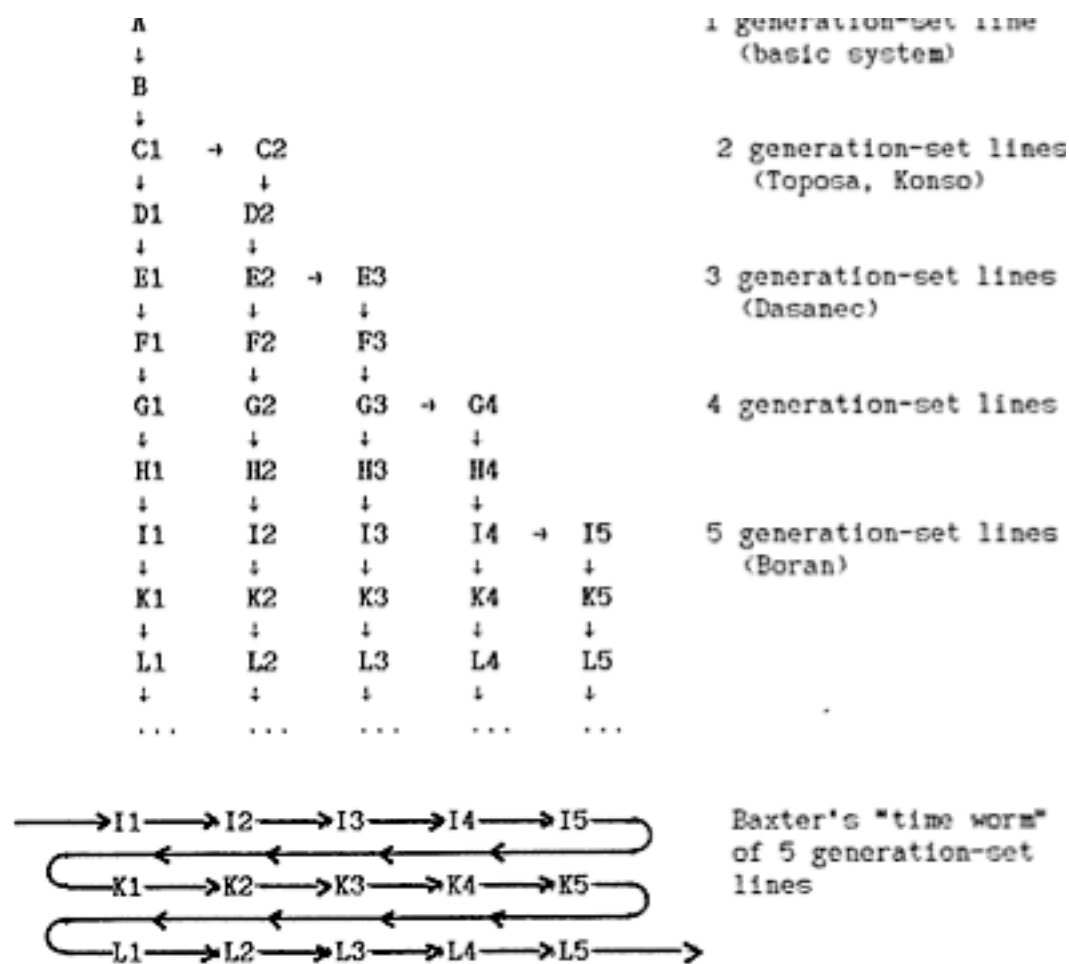 A 1 generation-set line
↓ (basic system)
B
↓
C1 → C2 2 generation-set lines
↓ ↓ (Toposa, Konso)
D1 D2
↓ ↓
E1 E2 → E3 3 generation-set lines
↓ ↓ ↓ (Dasanec)
F1 F2 F3
↓ ↓ ↓
G1 G2 G3 → G4 4 generation-set lines
↓ ↓ ↓ ↓
H1 H2 H3 H4
↓ ↓ ↓ ↓
I1 I2 I3 I4 → I5 5 generation-set lines
↓ ↓ ↓ ↓ ↓ (Boran)
K1 K2 K3 K4 K5
↓ ↓ ↓ ↓ ↓
L1 L2 L3 L4 L5
↓ ↓ ↓ ↓ ↓
... ... ... ... ...
I1 I2 I3 I4 I5 Baxter's "time worm"
of 5 generation-set
K1 K2 K3 K4 K5 lines
L1 L2 L3 L4 L5